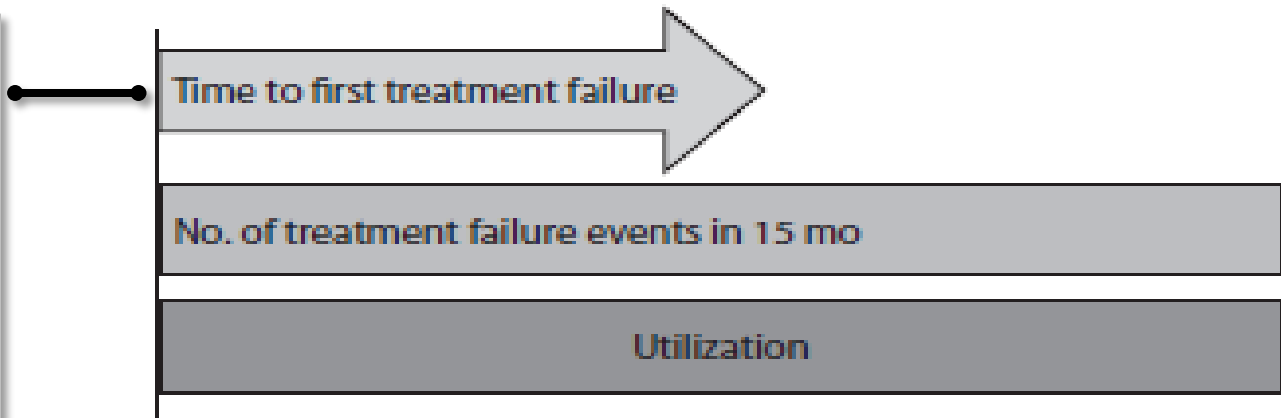 Time to first treatment failure
No. of treatment failure events in 15 mo
Utilization